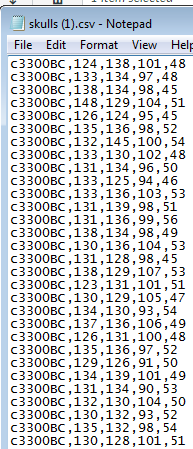 1 item selected
skulls (1).csv - Notepad
File Edit Format View Help
c3300BC,124,138,101,48
c3300BC,133,134,97,48
c3300BC,138,134,98,45
c3300BC,148,129,104,51
c3300BC,126,124,95,45
c3300BC,135,136,98,52
c3300BC,132,145,100,54
c3300BC,133,130,102,48
c3300BC,131,134,96,50
c3300BC,133,125,94,46
c3300BC,133,136,103,53
c3300BC,131,139,98,51
c3300BC,131,136,99,56
c3300BC,138,134,98,49
c3300BC,130,136,104,53
c3300BC,131,128,98,45
c3300BC,138,129,107,53
c3300BC,123,131,101,51
c3300BC,130,129,105,47
c3300BC,134,130,93,54
c3300BC,137,136,106,49
c3300BC,126,131,100,48
c3300BC,135,136,97,52
c3300BC,129,126,91,50
c3300BC,134,139,101,49
c3300BC,131,134,90,53
c3300BC,132,130,104,50
c3300BC,130,132,93,52
c3300BC,135,132,98,54
c3300BC,130,128,101,51